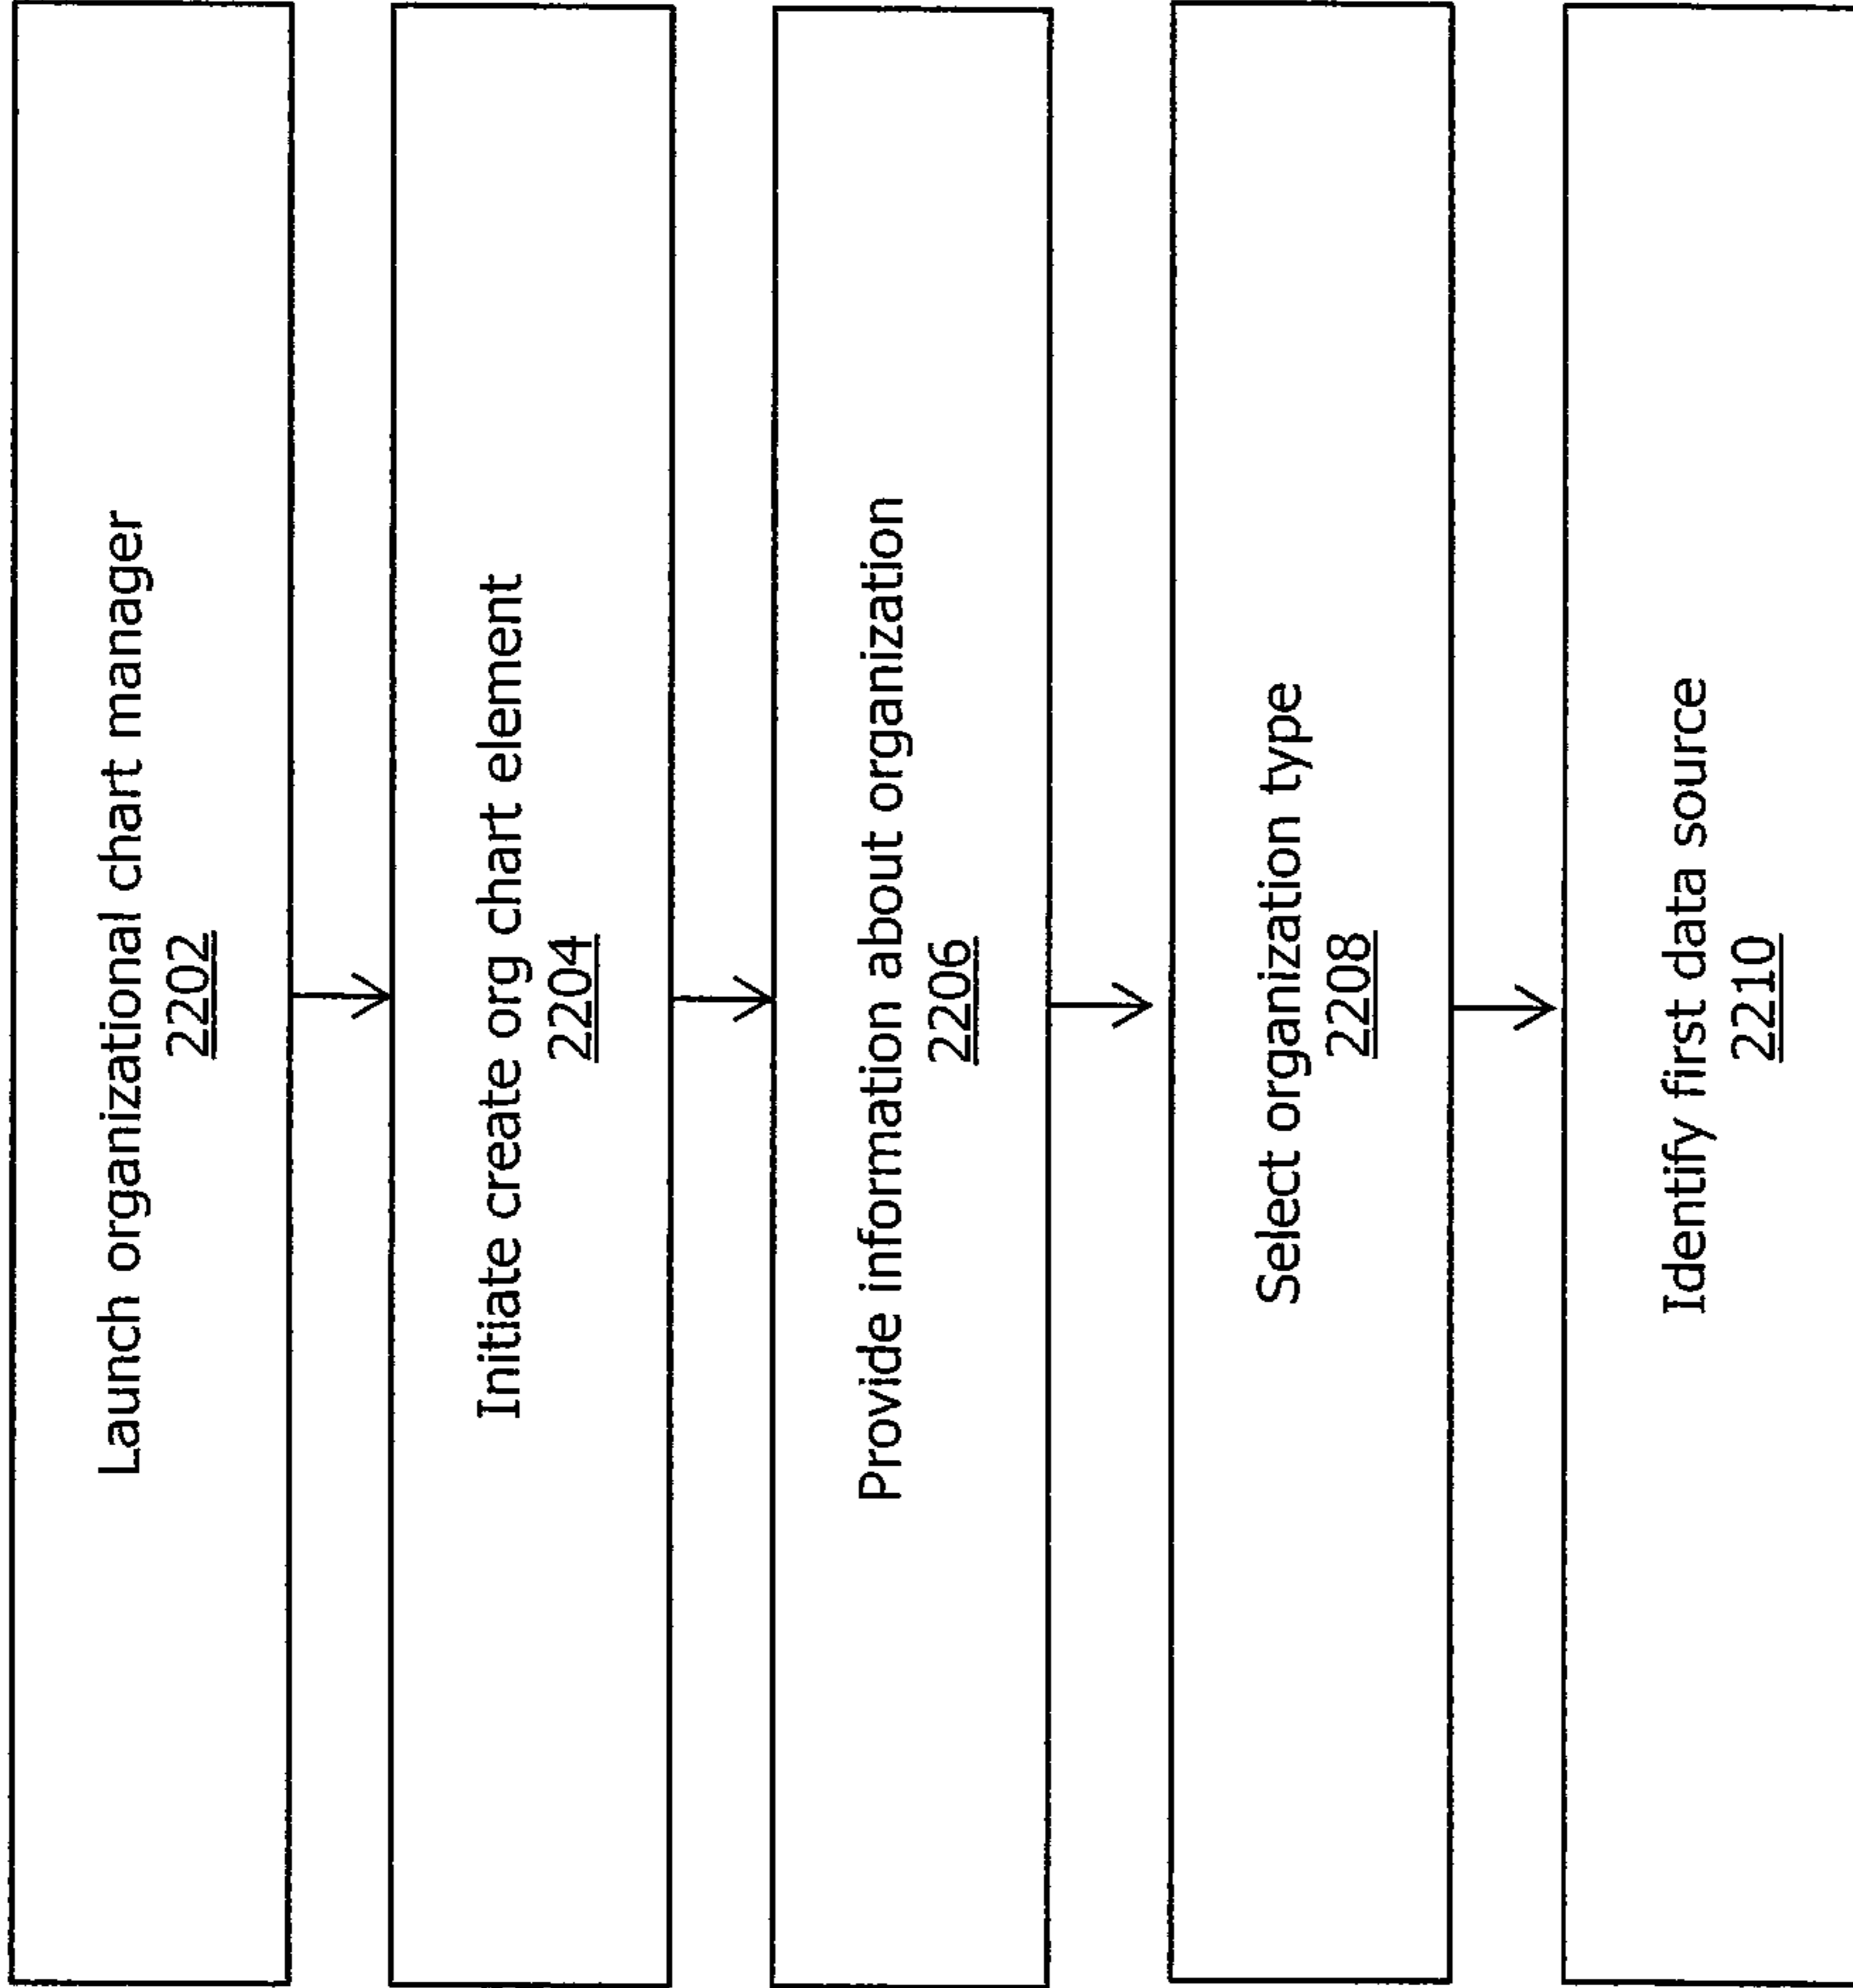 Launch organizational chart manager
2202
Initiate create org chart element
2204
Provide information about organization
2206
Select organization type
2208
Identify first data source
2210